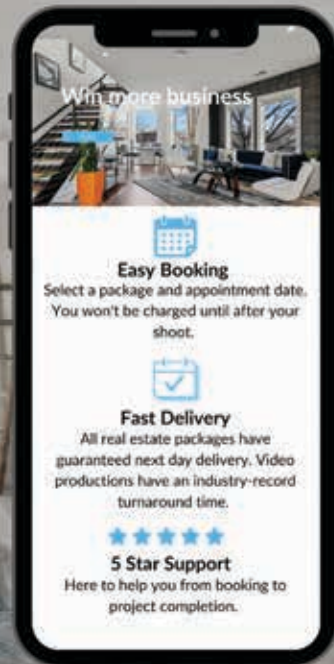 Win more business
Easy Booking
Select a package and appointment date.
You won't be charged until after your
shoot.
Fast Delivery
All real estate packages have
guaranteed next day delivery. Video
productions have an industry-record
turnaround time.
5 Star Support
Here to help you from booking to
project completion.